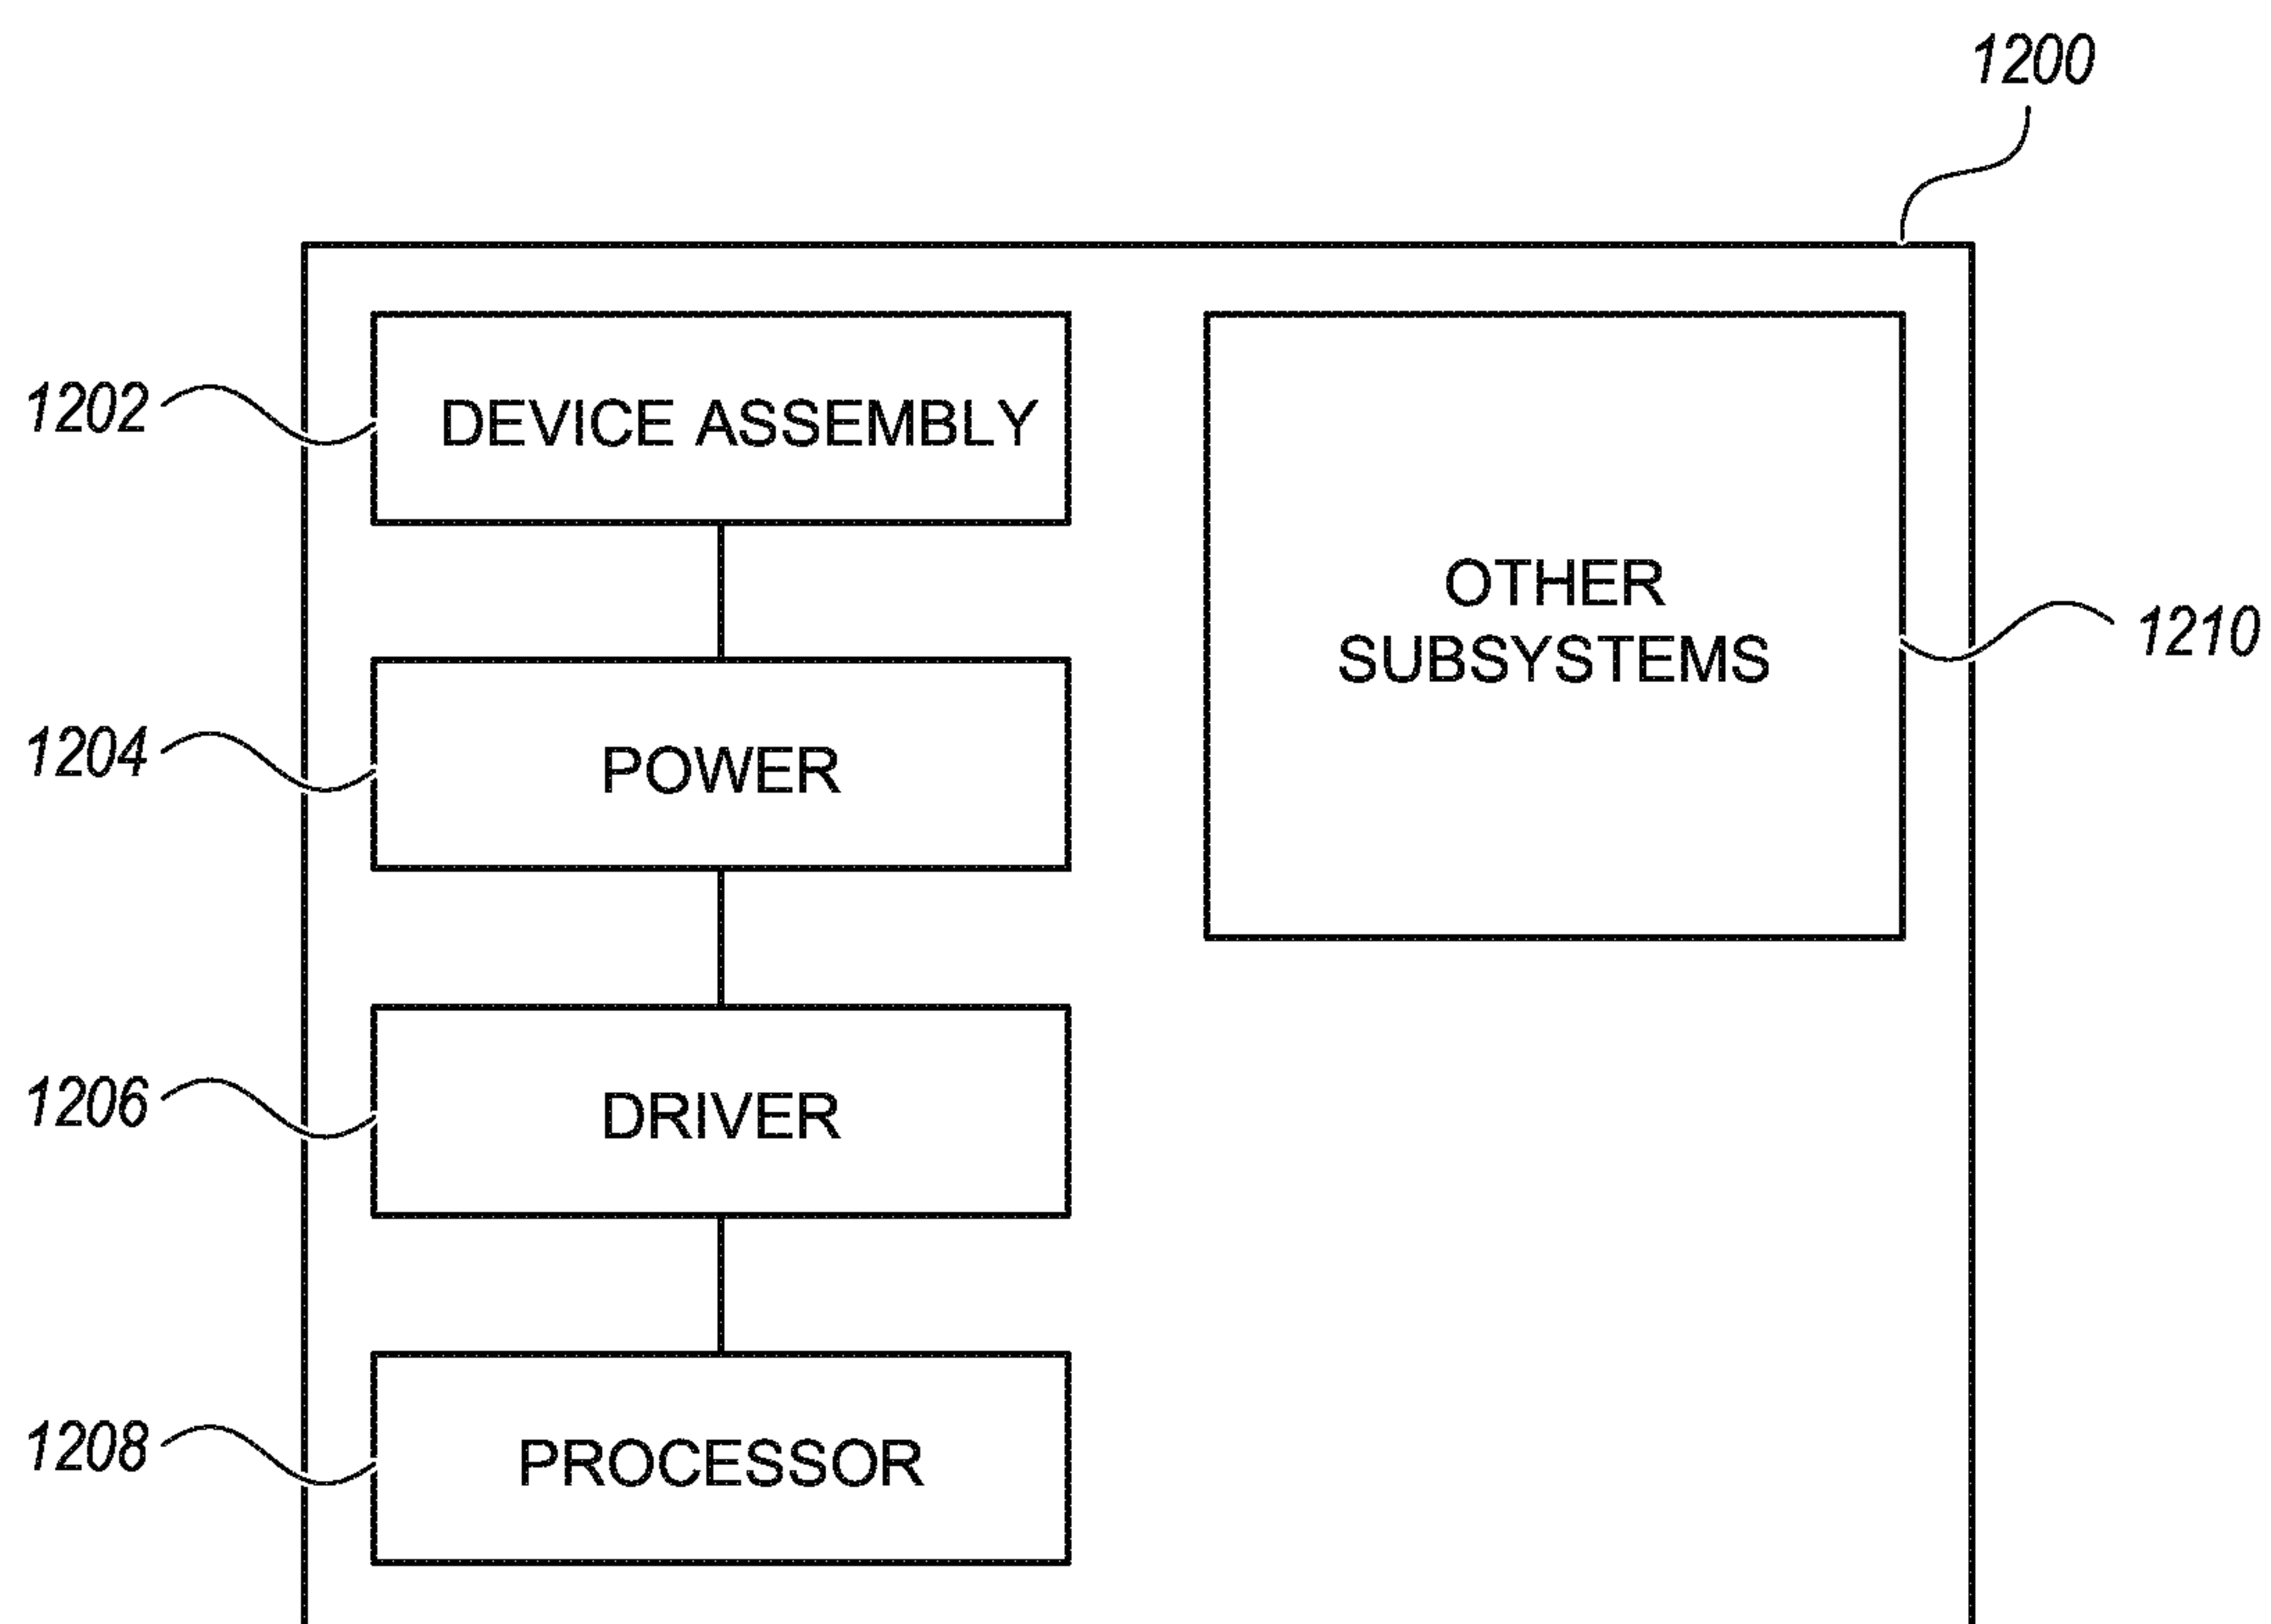 1200
1202
DEVICE ASSEMBLY
OTHER
SUBSYSTEMS
1210
1204
POWER
1206
DRIVER
1208
PROCESSOR